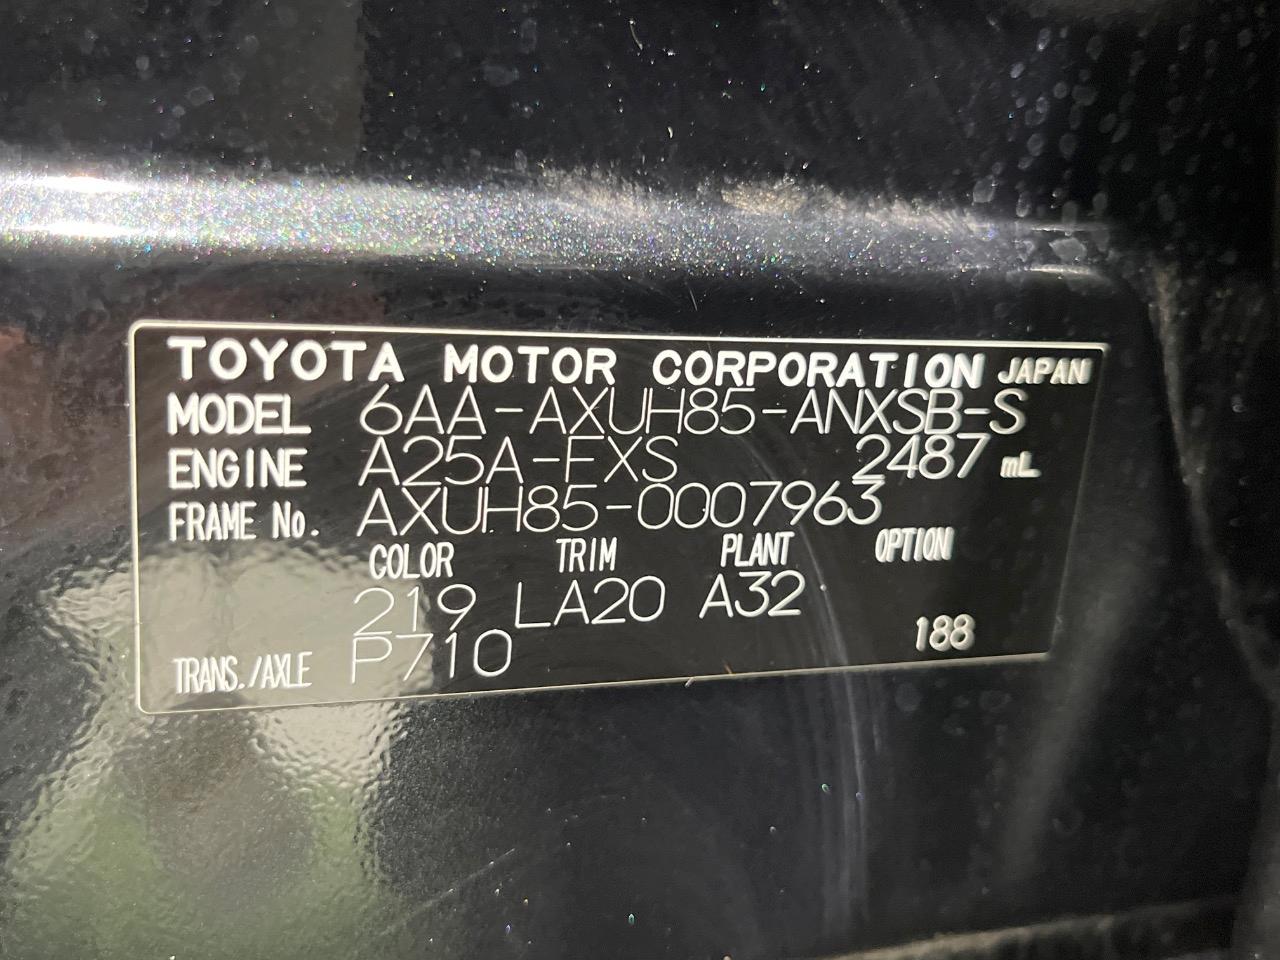 TOYOTA MOTOR CORPORATION JAPAN
MODEL 6AA-AXUH85-ANXSB-S
ENGINE A25A-FXS 2487 mL
FRAME No. AXUH85-0007963
COLOR TRIM PLANT OPTION
219 LA20 A32
TRANS./AXLE P710 188